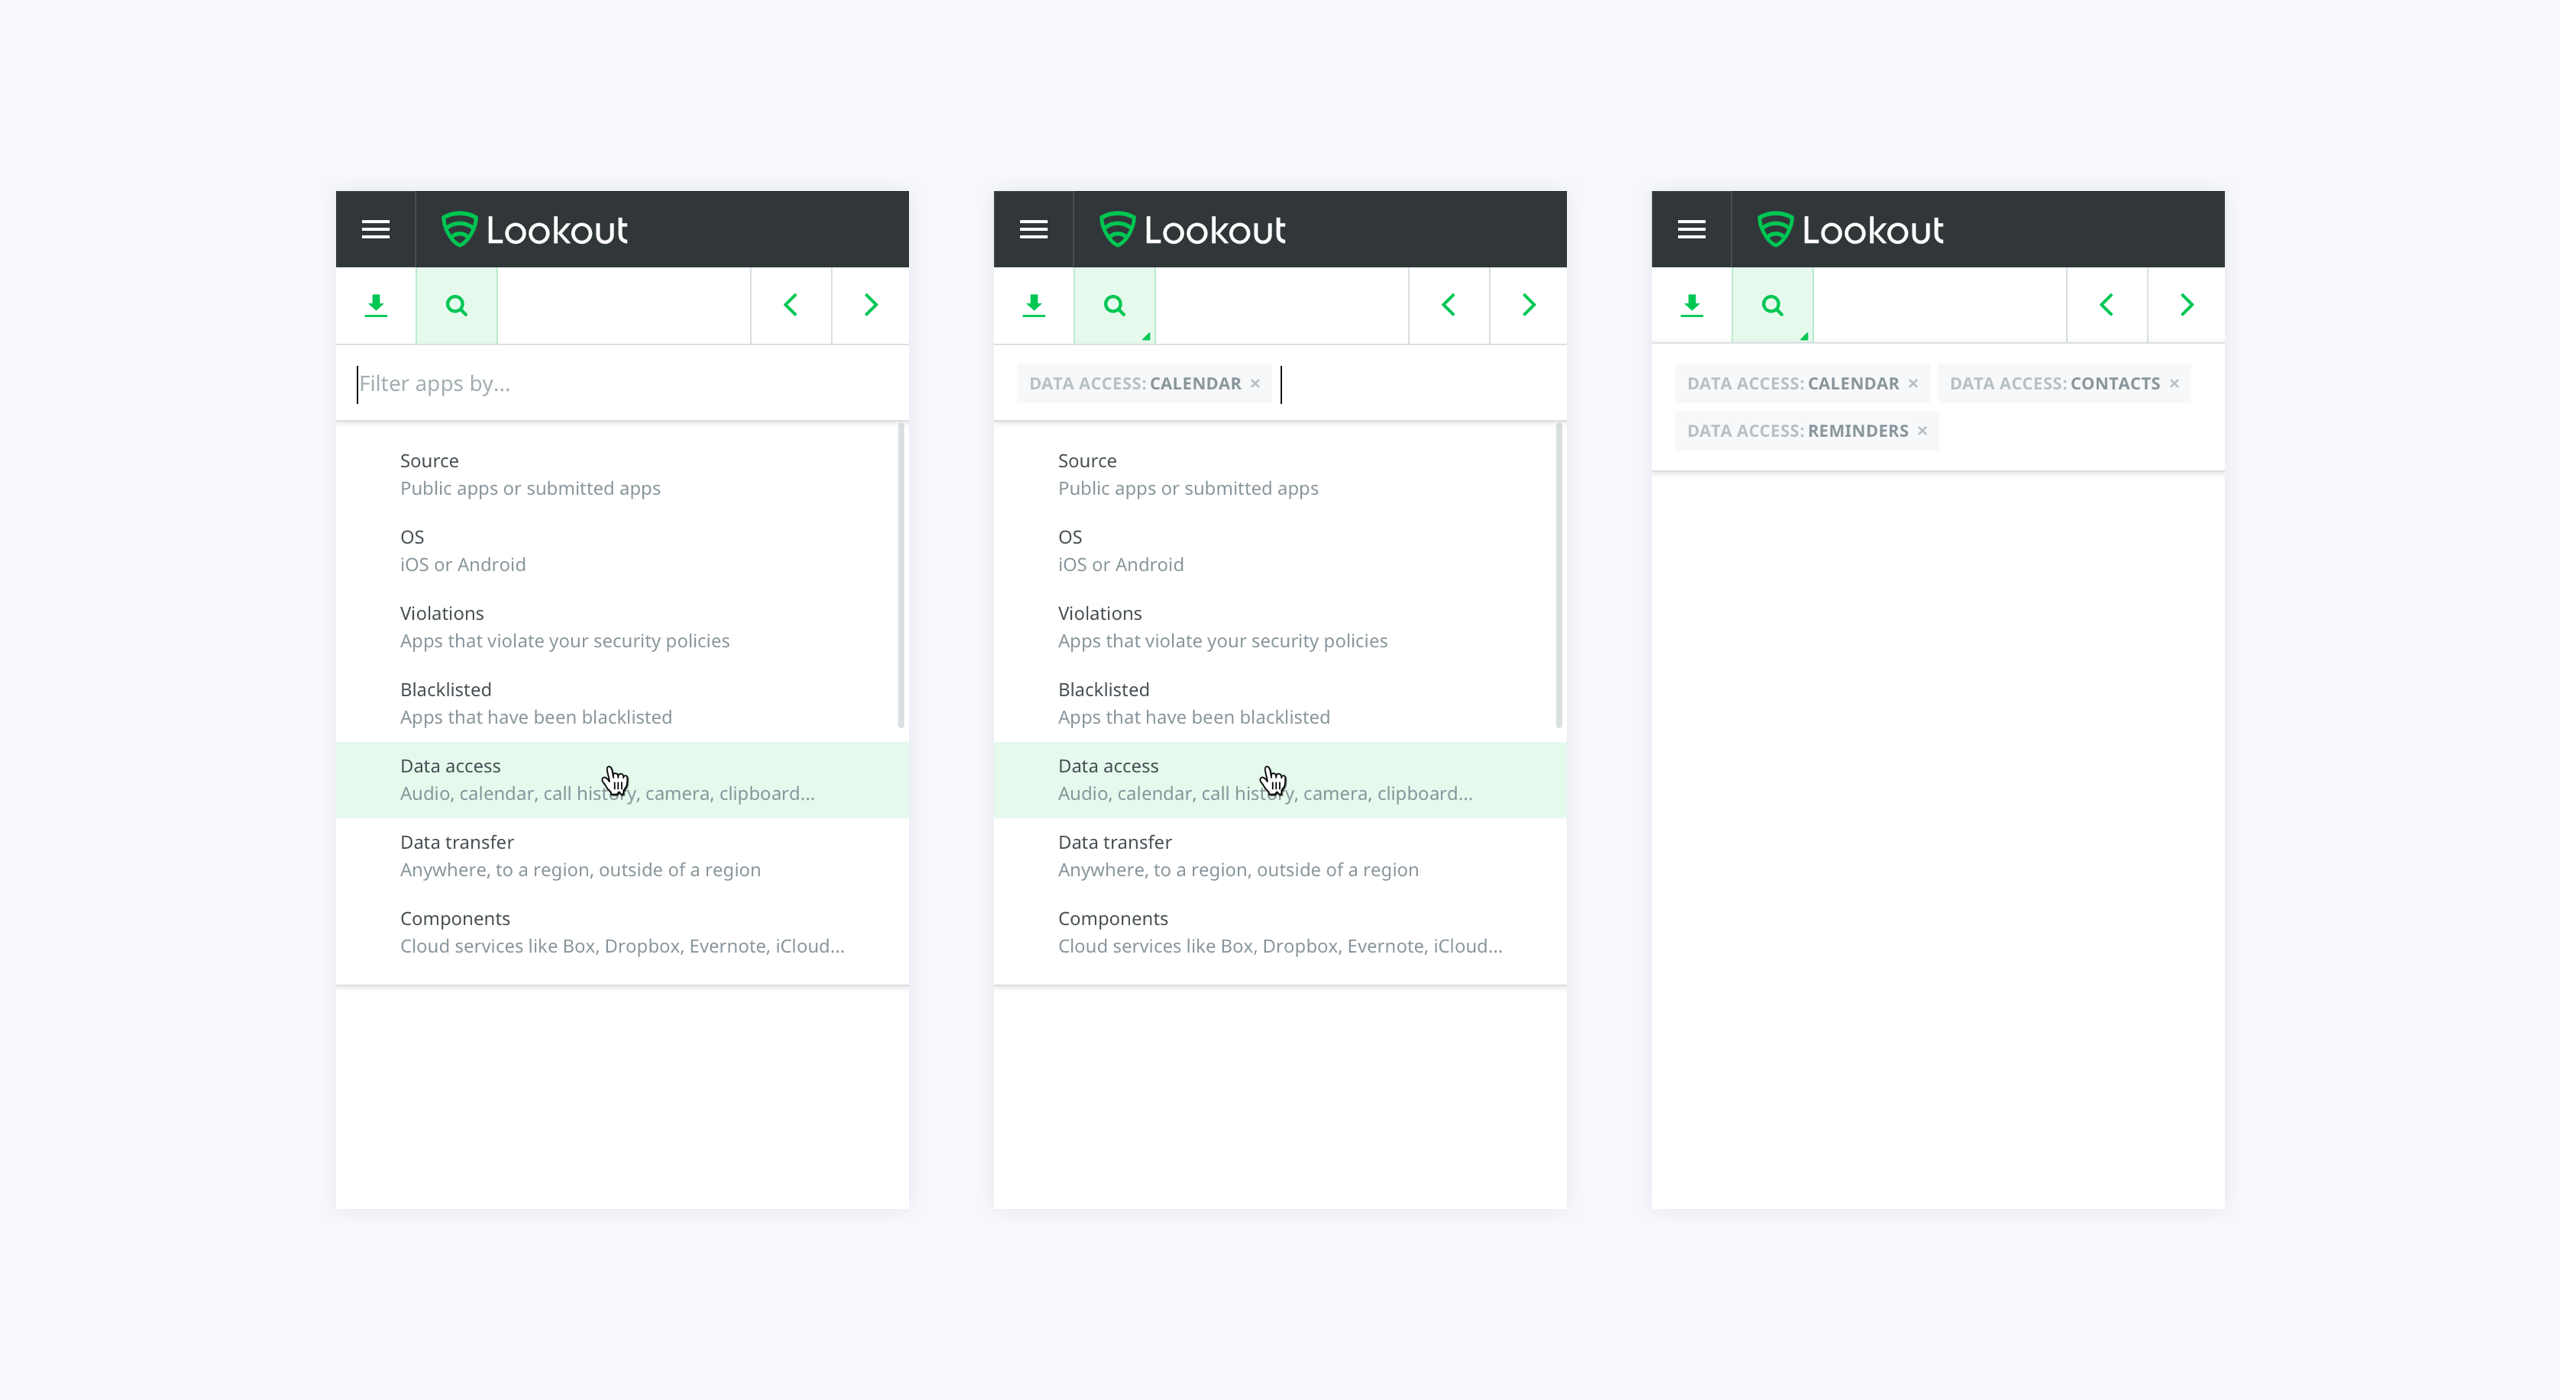 Lookout
Filter apps by...
Source
Public apps or submitted apps
OS
iOS or Android
Violations
Apps that violate your security policies
Blacklisted
Apps that have been blacklisted
Data access
Audio, calendar, call history, camera, clipboard...
Data transfer
Anywhere, to a region, outside of a region
Components
Cloud services like Box, Dropbox, Evernote, iCloud...
Lookout
DATA ACCESS: CALENDAR ×
Source
Public apps or submitted apps
OS
iOS or Android
Violations
Apps that violate your security policies
Blacklisted
Apps that have been blacklisted
Data access
Audio, calendar, call history, camera, clipboard...
Data transfer
Anywhere, to a region, outside of a region
Components
Cloud services like Box, Dropbox, Evernote, iCloud...
Lookout
DATA ACCESS: CALENDAR × DATA ACCESS: CONTACTS ×
DATA ACCESS: REMINDERS ×